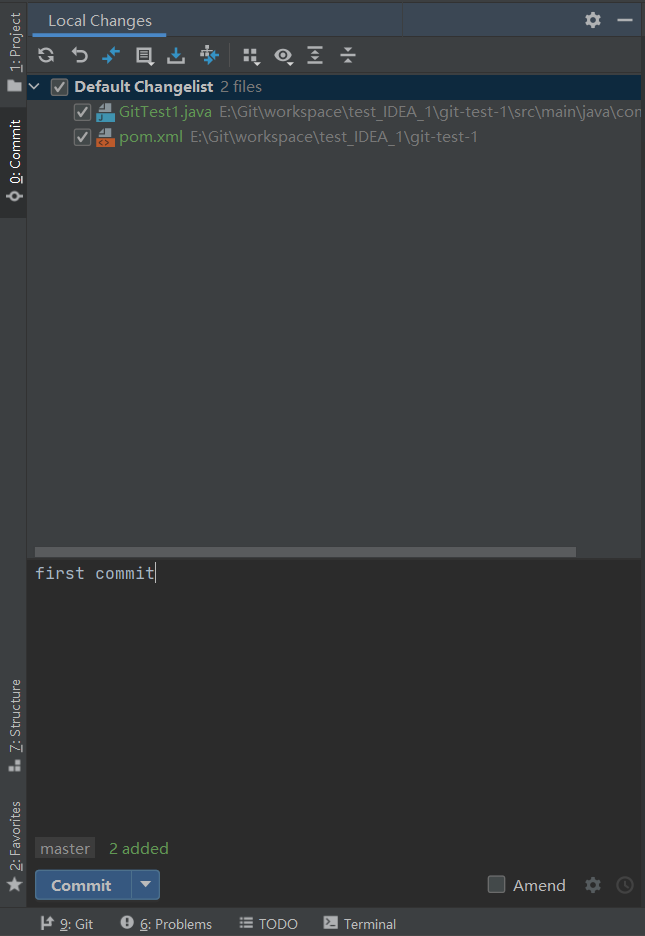 Local Changes
1: Project
Default Changelist 2 files
GitTest1.java E:\Git\workspace\test_IDEA_1\git-test-1\src\main\java\com
pom.xml E:\Git\workspace\test_IDEA_1\git-test-1
0: Commit
first commit
7: Structure
2: Favorites
master 2 added
Commit Amend
9: Git 6: Problems TODO Terminal